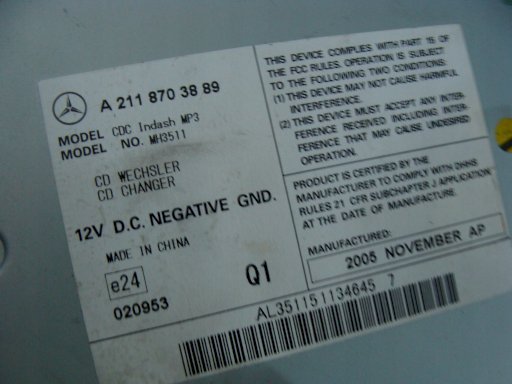 A 211 870 38 89
MODEL CDC Indash MP3
MODEL NO. MH3511
CD WECHSLER
CD CHANGER
12V D.C. NEGATIVE GND.
MADE IN CHINA
e24
020953
Q1
THIS DEVICE COMPLIES WITH PART 15 OF
THE FCC RULES. OPERATION IS SUBJECT
TO THE FOLLOWING TWO CONDITIONS:
(1) THIS DEVICE MAY NOT CAUSE HARMFUL
INTERFERENCE.
(2) THIS DEVICE MUST ACCEPT ANY INTER-
FERENCE RECEIVED INCLUDING INTER-
FERENCE THAT MAY CAUSE UNDESIRED
OPERATION.
PRODUCT IS CERTIFIED BY THE
MANUFACTURER TO COMPLY WITH DHHS
RULES 21 CFR SUBCHAPTER J APPLICATION
AT THE DATE OF MANUFACTURE.
MANUFACTURED:
2005 NOVEMBER AP
AL351151134645 7